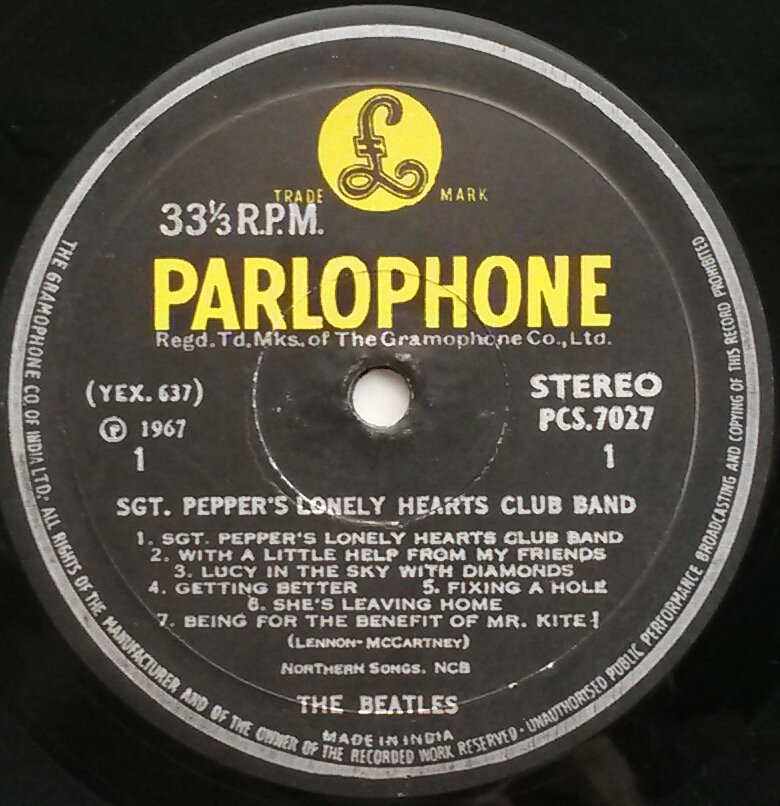 £
TRADE MARK
33⅓ R.P.M.
PARLOPHONE
Regd.Td.Mks.of The Gramophone Co.,Ltd.
(YEX. 637)
STEREO
Ⓟ 1967
PCS.7027
1
1
SGT. PEPPER'S LONELY HEARTS CLUB BAND
1. SGT. PEPPER'S LONELY HEARTS CLUB BAND
2. WITH A LITTLE HELP FROM MY FRIENDS
3. LUCY IN THE SKY WITH DIAMONDS
4. GETTING BETTER 5. FIXING A HOLE
6. SHE'S LEAVING HOME
7. BEING FOR THE BENEFIT OF MR. KITE!
(LENNON-MCCARTNEY)
NORTHERN SONGS. NCB
THE BEATLES
MADE IN INDIA
THE GRAMOPHONE CO. OF INDIA LTD. ALL RIGHTS OF THE MANUFACTURER AND OF THE OWNER OF THE RECORDED WORK RESERVED · UNAUTHORISED PUBLIC PERFORMANCE BROADCASTING AND COPYING OF THIS RECORD PROHIBITED